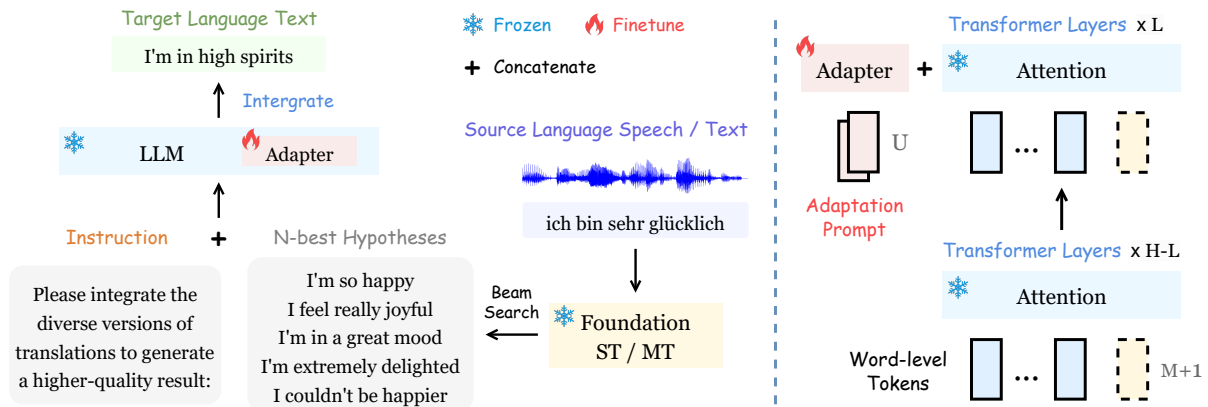 Target Language Text
I'm in high spirits
Intergrate
LLM
Adapter
Instruction
+
N-best Hypotheses
Please integrate the
diverse versions of
translations to generate
a higher-quality result:
I'm so happy
I feel really joyful
I'm in a great mood
I'm extremely delighted
I couldn't be happier
Frozen
Finetune
+ Concatenate
Source Language Speech / Text
ich bin sehr glücklich
Beam
Search
Foundation
ST / MT
Transformer Layers x L
Adapter
+
Attention
U
...
Adaptation
Prompt
Transformer Layers x H-L
Attention
Word-level
Tokens
...
M+1